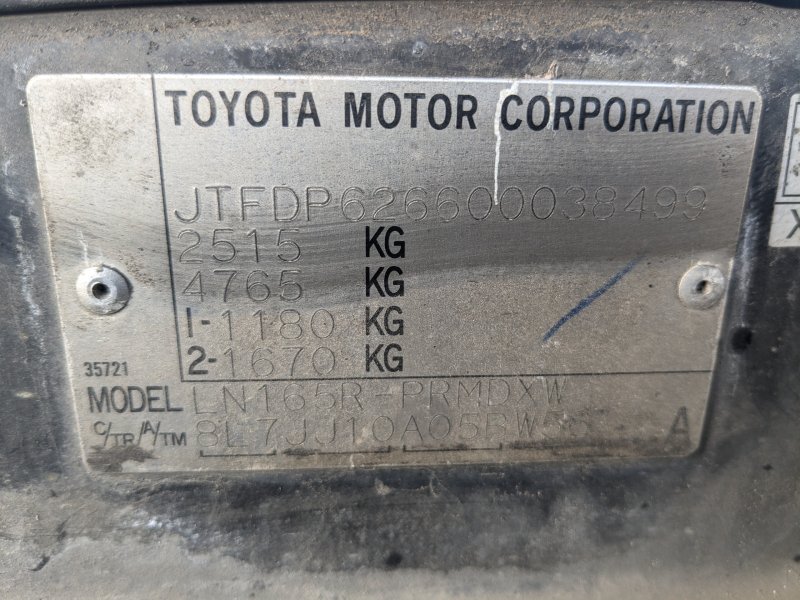 TOYOTA MOTOR CORPORATION
JTFDP626600038499
2515 KG
4765 KG
1-1180 KG
2-1670 KG
35721
MODEL LN165R-PRMDXW
C/TR/A/TM A
X